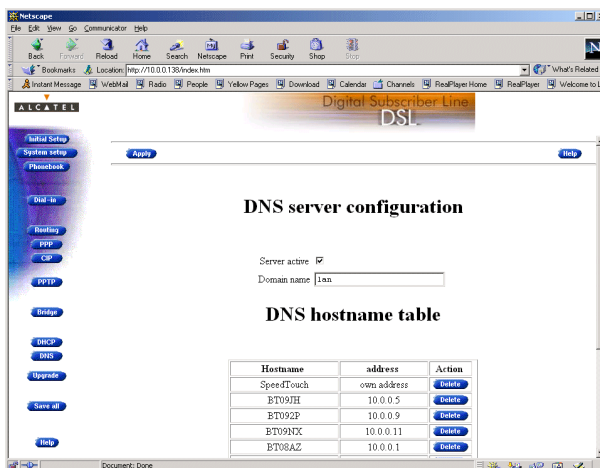 Netscape
File Edit View Go Communicator Help
Back Forward Reload Home Search Netscape Print Security Shop Stop
Bookmarks Location: http://10.0.0.138/index.htm What's Related
Instant Message WebMail Radio People Yellow Pages Download Calendar Channels RealPlayer Home RealPlayer Welcome to L
ALCATEL
Digital Subscriber Line
DSL
Initial Setup
System setup
Phonebook
Dial-in
Routing
PPP
CIP
PPTP
Bridge
DHCP
DNS
Upgrade
Save all
Help
Apply Help
DNS server configuration
Server active
Domain name lan
DNS hostname table
Hostname address Action
SpeedTouch own address Delete
BT09JH 10.0.0.5 Delete
BT092P 10.0.0.9 Delete
BT09NX 10.0.0.11 Delete
BT08AZ 10.0.0.1 Delete
Document: Done